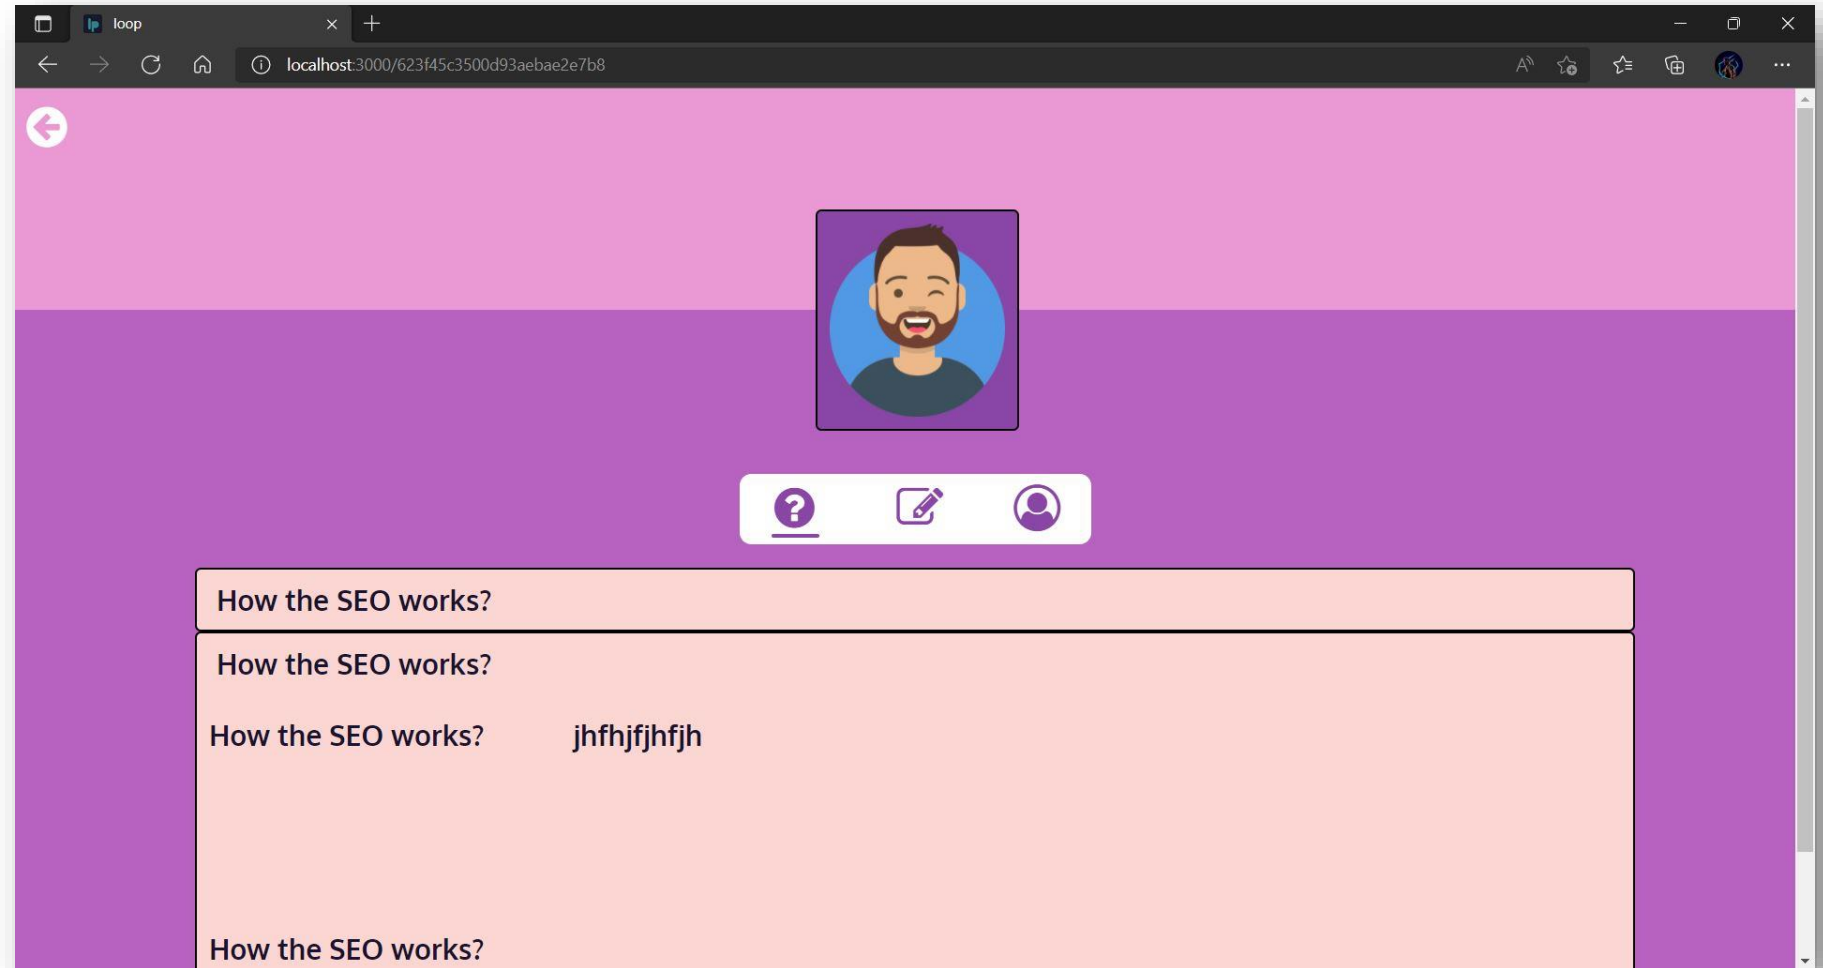 loop
localhost:3000/623f45c3500d93aebae2e7b8
How the SEO works?
How the SEO works?
How the SEO works? jhfhjfjhfjh
How the SEO works?